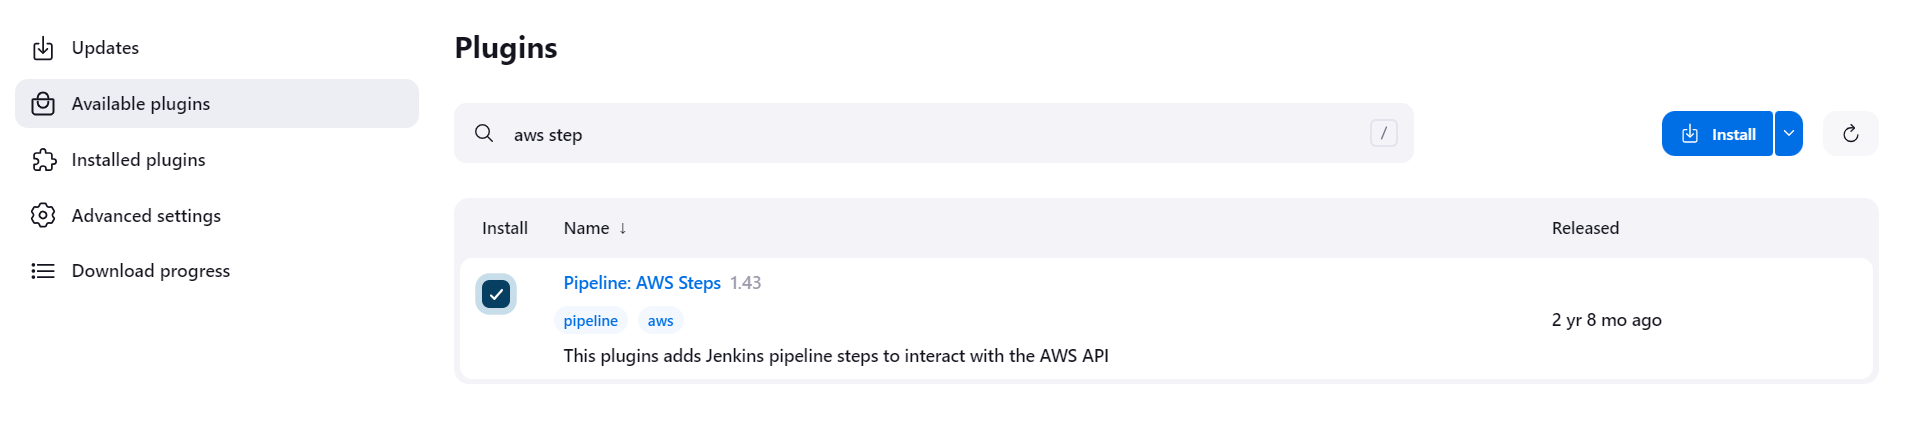 Updates
Available plugins
Installed plugins
Advanced settings
Download progress
Plugins
aws step /
Install
Install Name ↓ Released
Pipeline: AWS Steps 1.43
pipeline aws
2 yr 8 mo ago
This plugins adds Jenkins pipeline steps to interact with the AWS API